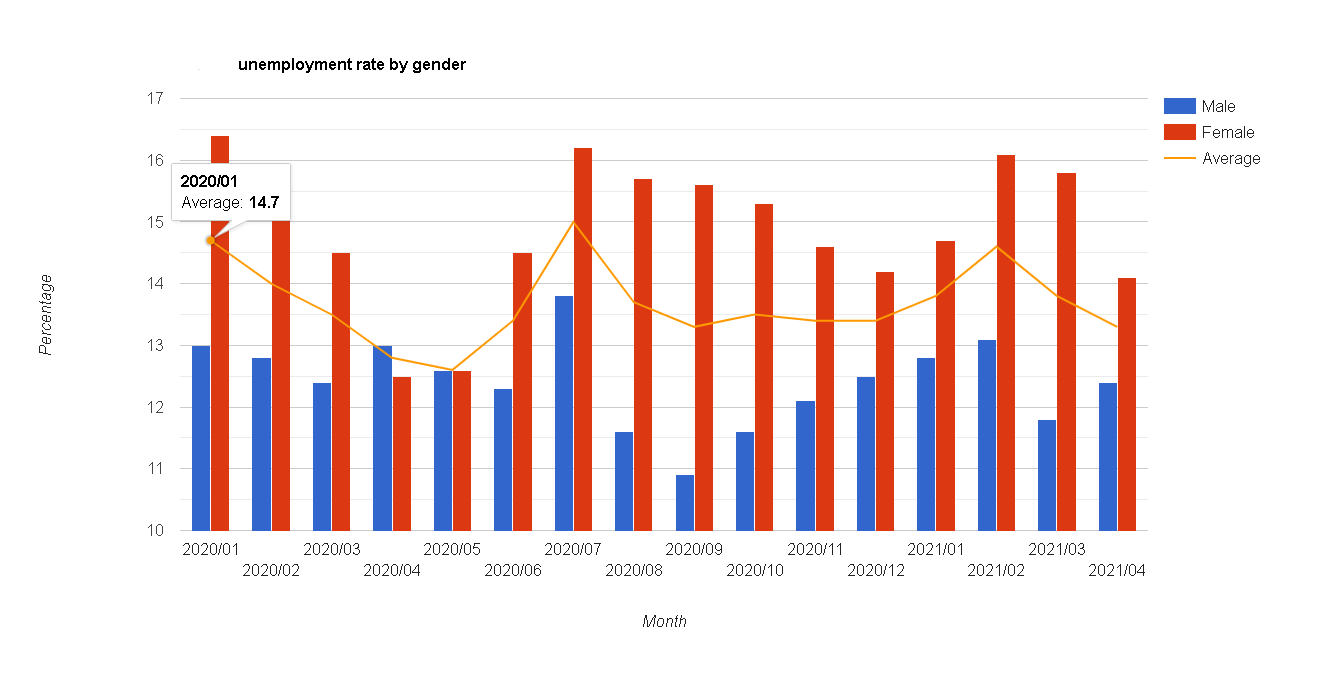 unemployment rate by gender
17
16
15
14
13
12
11
10
Percentage
2020/01
Average: 14.7
Male
Female
Average
2020/01 2020/03 2020/05 2020/07 2020/09 2020/11 2021/01 2021/03
2020/02 2020/04 2020/06 2020/08 2020/10 2020/12 2021/02 2021/04
Month